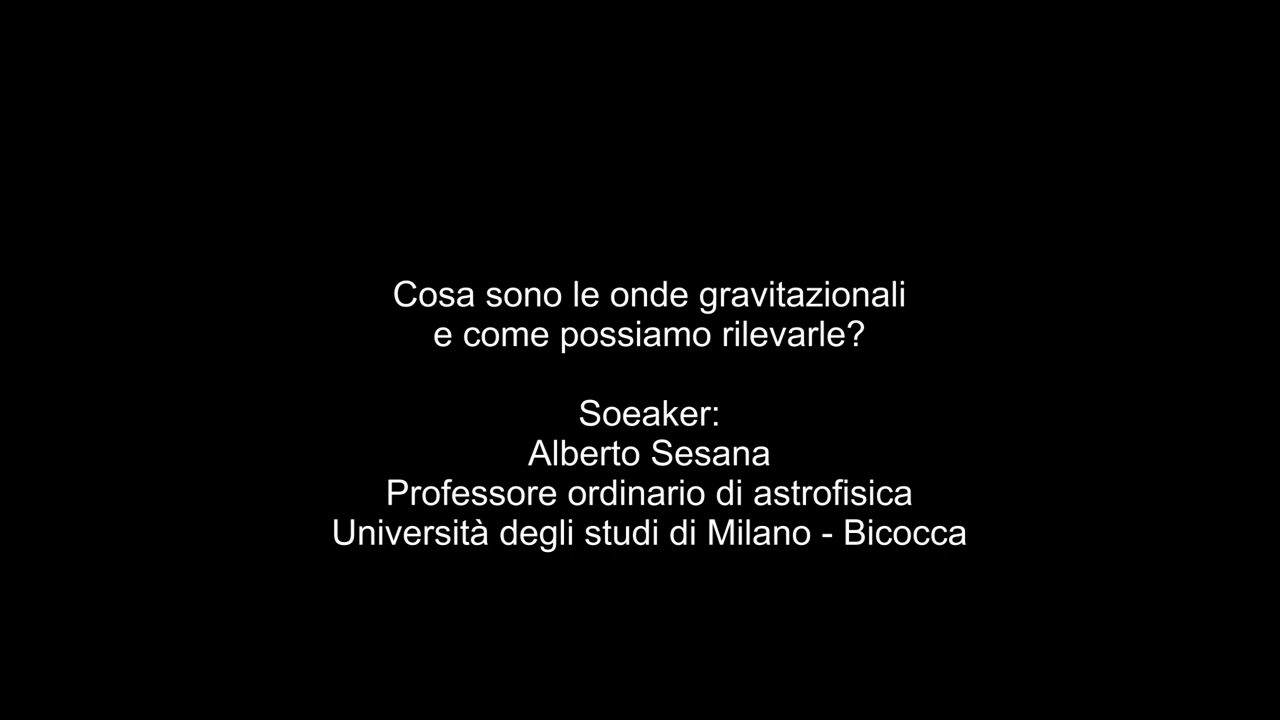 Cosa sono le onde gravitazionali
e come possiamo rilevarle?
Soeaker:
Alberto Sesana
Professore ordinario di astrofisica
Università degli studi di Milano - Bicocca